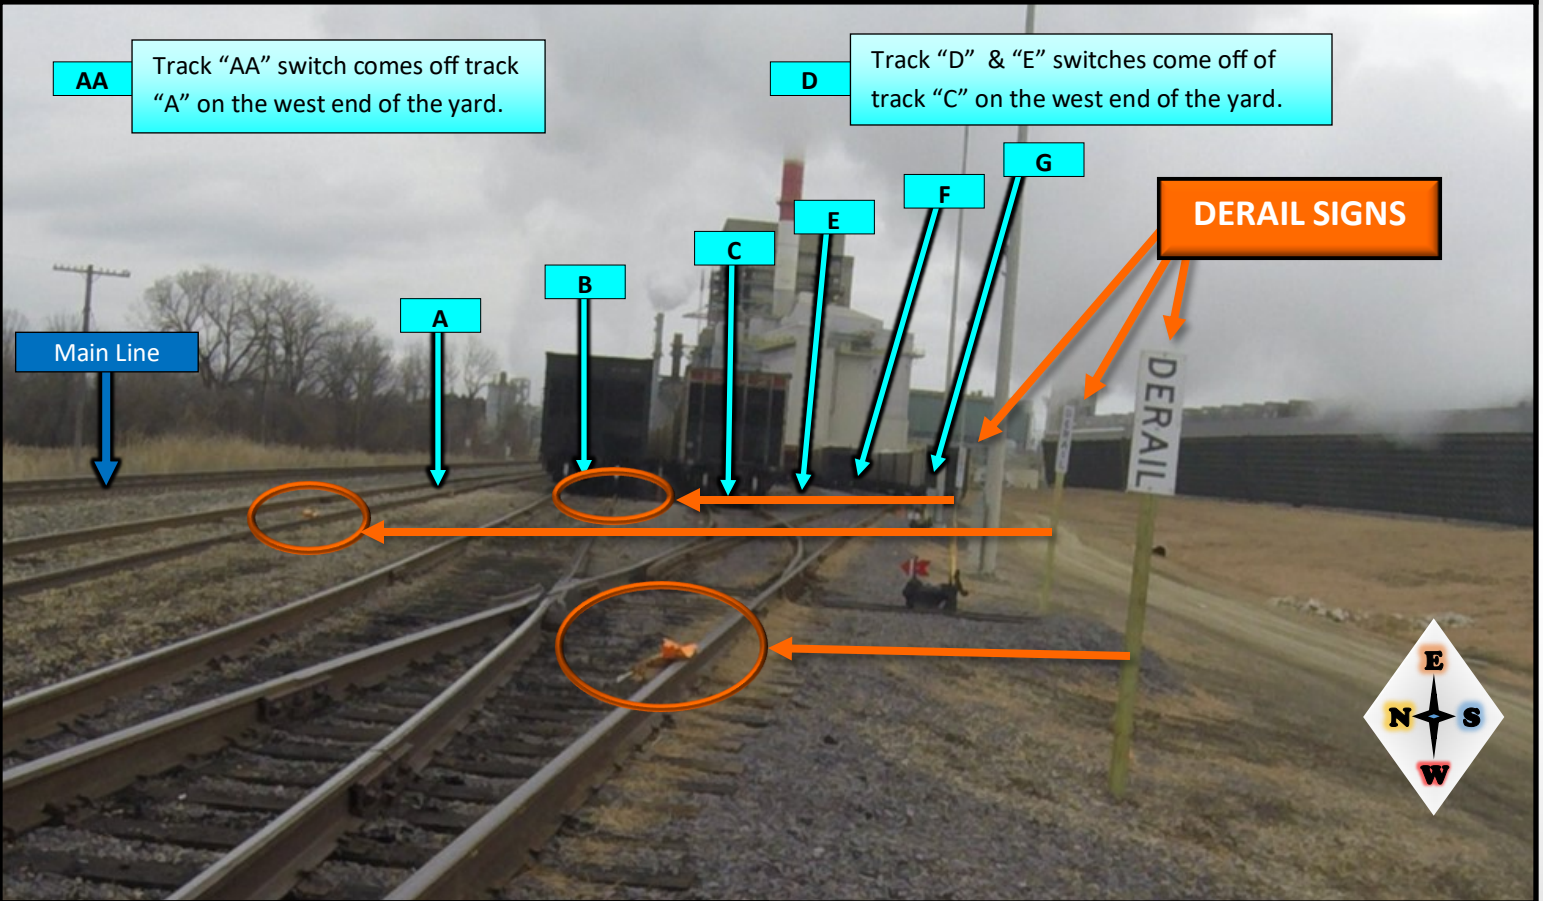 AA
Track “AA” switch comes off track
“A” on the west end of the yard.
D
Track “D”  & “E” switches come off of
track “C” on the west end of the yard.
G
F
E
C
B
A
Main Line
DERAIL SIGNS
DERAIL
DERAIL
E
N
S
W